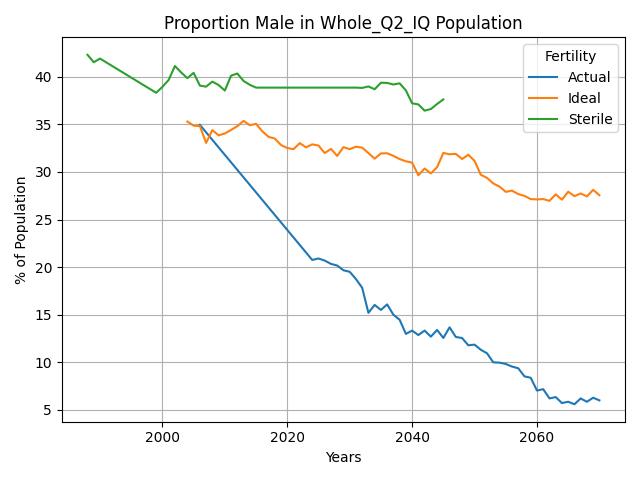 Proportion Male in Whole_Q2_IQ Population
Fertility
Actual
Ideal
Sterile
% of Population
40
35
30
25
20
15
10
5
2000
2020
2040
2060
Years